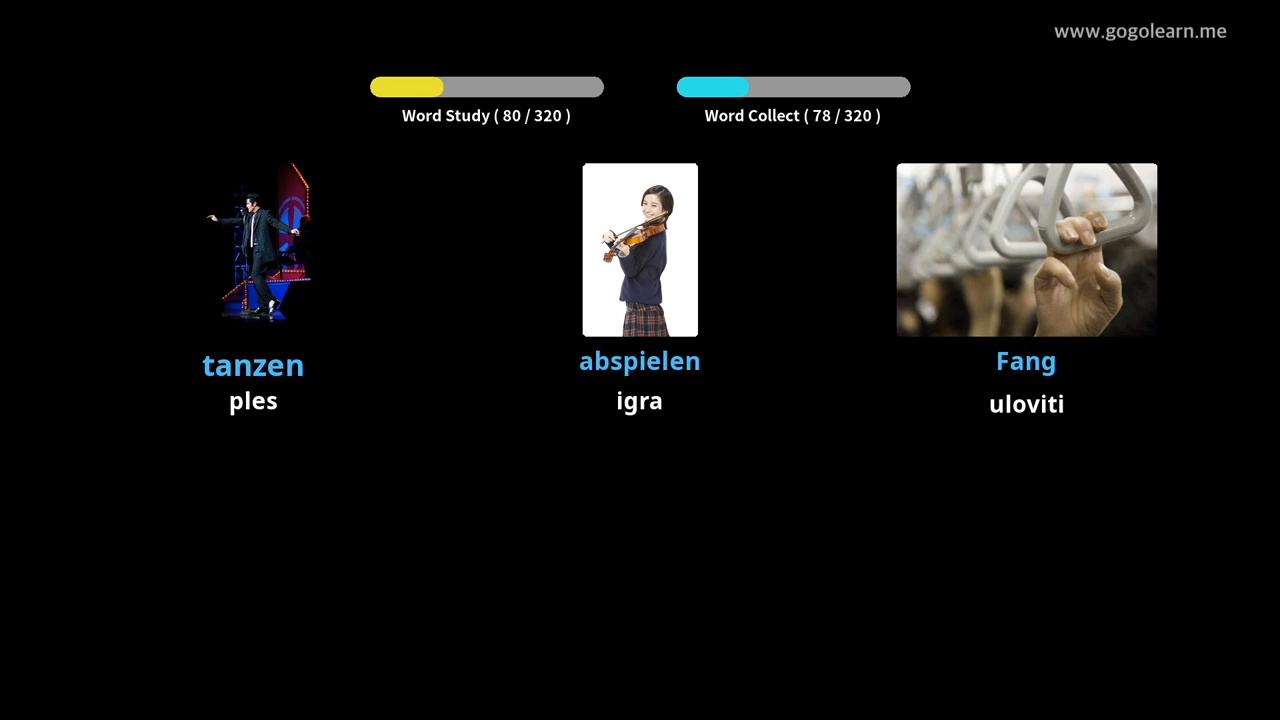 www.gogolearn.me
Word Study ( 80 / 320 )
Word Collect ( 78 / 320 )
tanzen
ples
abspielen
igra
Fang
uloviti